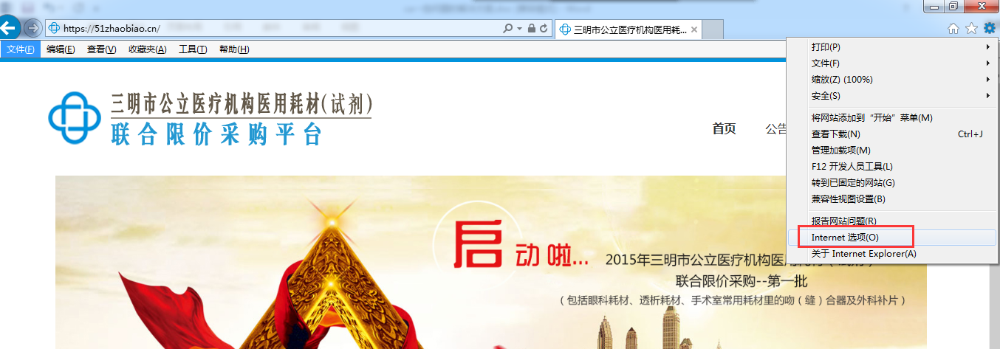 https://51zhaobiao.cn/
三明市公立医疗机构医用耗...
文件(F) 编辑(E) 查看(V) 收藏夹(A) 工具(T) 帮助(H)
打印(P)
文件(F)
缩放(Z) (100%)
安全(S)
将网站添加到“开始”菜单(M)
查看下载(N) Ctrl+J
管理加载项(M)
F12 开发人员工具(L)
转到已固定的网站(G)
兼容性视图设置(B)
报告网站问题(R)
Internet 选项(O)
关于 Internet Explorer(A)
三明市公立医疗机构医用耗材(试剂)
联合限价采购平台
首页 公告
启动啦...
2015年三明市公立医疗机构医用耗材（试剂）
联合限价采购--第一批
（包括眼科耗材、透析耗材、手术室常用耗材里的吻（缝）合器及外科补片）